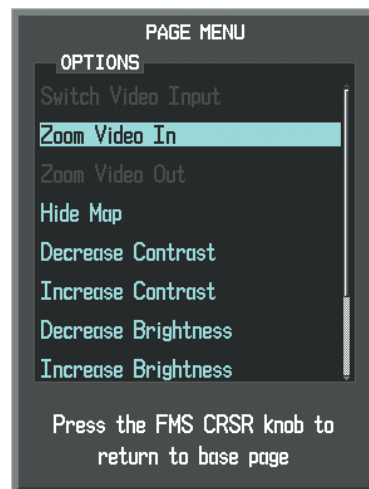 PAGE MENU
OPTIONS
Switch Video Input
Zoom Video In
Zoom Video Out
Hide Map
Decrease Contrast
Increase Contrast
Decrease Brightness
Increase Brightness
Press the FMS CRSR knob to
return to base page